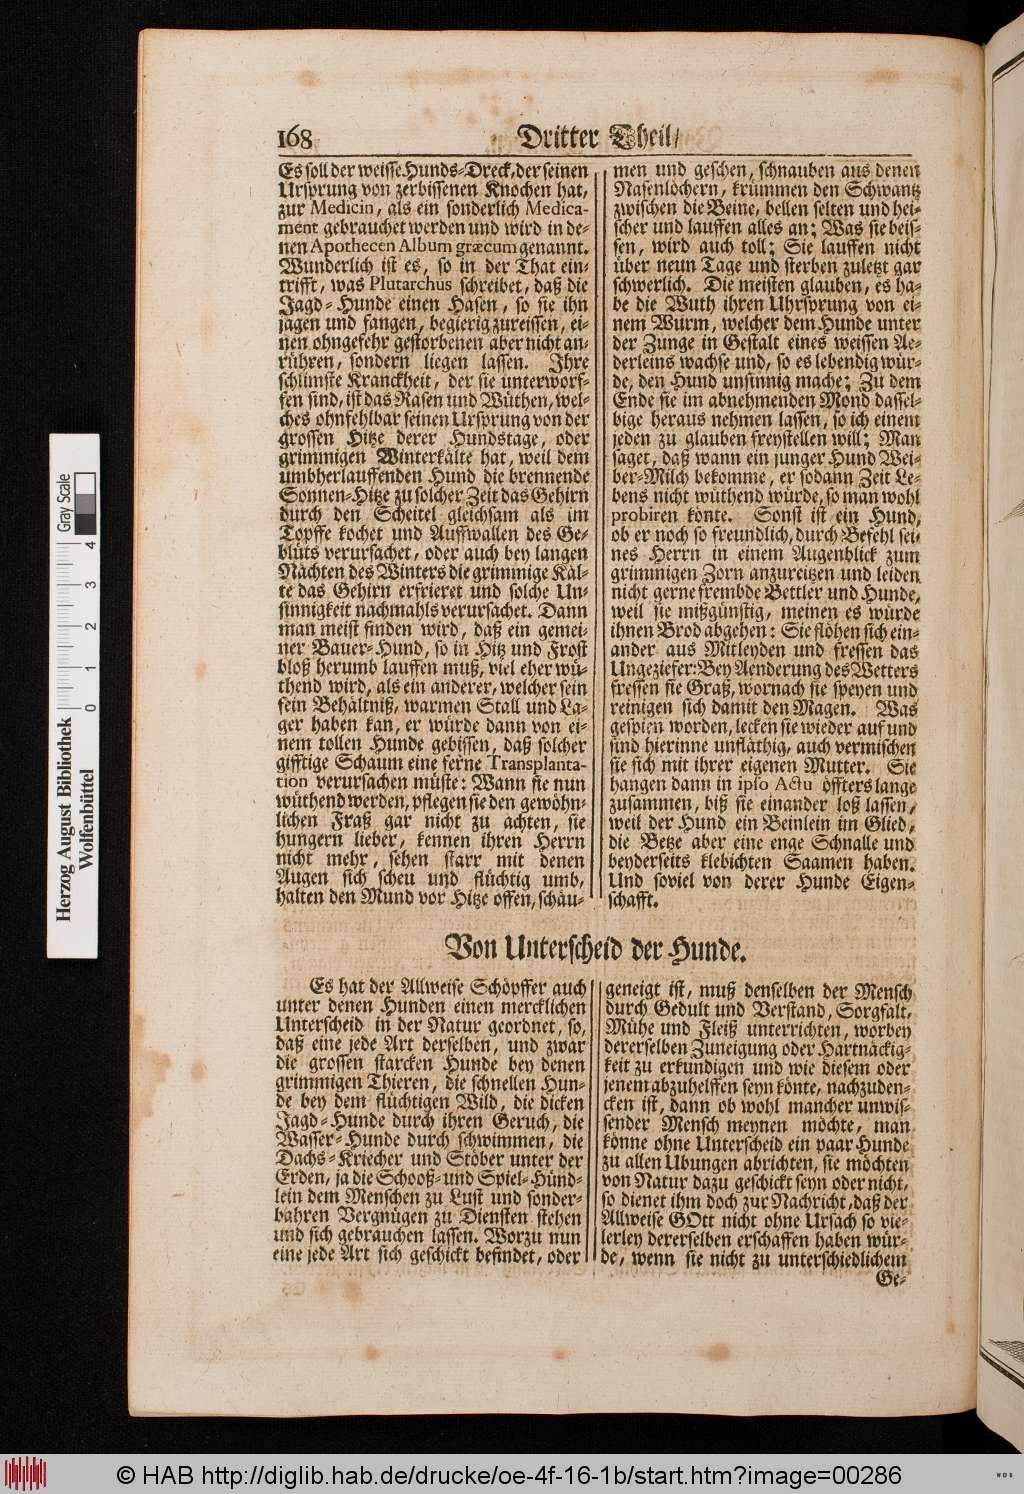 168
Dritter Theil/
Es soll der weisse Hunds-Dreck, der seinen
Ursprung von zerbissenen Knochen hat,
zur Medicin, als ein sonderlich Medica-
ment gebrauchet werden und wird in de-
nen Apothecen Album græcum genannt.
Wunderlich ist es, so in der That ein-
trifft, was Plutarchus schreibet, daß die
Jagd-Hunde einen Hasen, so sie ihn
jagen und fangen, begierig zureissen, ei-
nen ohngefehr gestorbenen aber nicht an-
rühren, sondern liegen lassen. Ihre
schlimste Kranckheit, der sie unterworf-
fen sind, ist das Rasen und Wüthen, wel-
ches ohnfehlbar seinen Ursprung von der
grossen Hitze derer Hundstage, oder
grimmigen Winterkälte hat, weil dem
umbherlauffenden Hund die brennende
Sonnen-Hitze zu solcher Zeit das Gehirn
durch den Scheitel gleichsam als im
Topffe kochet und Auffwallen des Ge-
blüts verursachet, oder auch bey langen
Nächten des Winters die grimmige Käl-
te das Gehirn erfrieret und solche Un-
sinnigkeit nachmahls verursachet. Dann
man meist finden wird, daß ein gemei-
ner Bauer-Hund, so in Hitz und Frost
bloß herumb lauffen muß, viel eher wü-
thend wird, als ein anderer, welcher sein
fein Behältniß, warmen Stall und La-
ger haben kan, er würde dann von ei-
nem tollen Hunde gebissen, daß solcher
gifftige Schaum eine ferne Transplanta-
tion verursachen müste: Wann sie nun
wüthend werden, pflegen sie den gewöhn-
lichen Fraß gar nicht zu achten, sie
hungern lieber, kennen ihren Herrn
nicht mehr, sehen starr mit denen
Augen sich scheu und flüchtig umb,
halten den Mund vor Hitze offen, schäu-
men und geschen, schnauben aus denen
Nasenlöchern, krümmen den Schwantz
zwischen die Beine, bellen selten und hei-
scher und lauffen alles an; Was sie beis-
sen, wird auch toll; Sie lauffen nicht
über neun Tage und sterben zuletzt gar
schwerlich. Die meisten glauben, es ha-
be die Wuth ihren Uhrsprung von ei-
nem Wurm, welcher dem Hunde unter
der Zunge in Gestalt eines weissen Ae-
derleins wachse und, so es lebendig wür-
de, den Hund unsinnig mache; Zu dem
Ende sie im abnehmenden Mond dassel-
bige heraus nehmen lassen, so ich einem
jeden zu glauben freystellen will; Man
saget, daß wann ein junger Hund Wei-
ber-Milch bekomme, er sodann Zeit Le-
bens nicht wüthend würde, so man wohl
probiren könte. Sonst ist ein Hund,
ob er noch so freundlich, durch Befehl sei-
nes Herrn in einem Augenblick zum
grimmigen Zorn anzureitzen und leiden
nicht gerne frembde Bettler und Hunde,
weil sie mißgünstig, meinen es würde
ihnen Brod abgehen: Sie flöhen sich ein-
ander aus Mitleyden und fressen das
Ungeziefer: Bey Aenderung des Wetters
fressen sie Graß, wornach sie speyen und
reinigen sich damit den Magen. Was
gespien worden, lecken sie wieder auf und
sind hierinne unfläthig, auch vermischen
sie sich mit ihrer eigenen Mutter. Sie
hangen dann in ipso Actu öffters lange
zusammen, biß sie einander loß lassen,
weil der Hund ein Beinlein im Glied,
die Betze aber eine enge Schnalle und
beyderseits klebichten Saamen haben.
Und soviel von derer Hunde Eigen-
schafft.
Von Unterscheid der Hunde.
Es hat der Allweise Schöpffer auch
unter denen Hunden einen mercklichen
Unterscheid in der Natur geordnet, so,
daß eine jede Art derselben, und zwar
die grossen starcken Hunde bey denen
grimmigen Thieren, die schnellen Hun-
de bey dem flüchtigen Wild, die dicken
Jagd-Hunde durch ihren Geruch, die
Wasser-Hunde durch schwimmen, die
Dachs-Kriecher und Stöber unter der
Erden, ja die Schooß- und Spiel-Hünd-
lein dem Menschen zu Lust und sonder-
bahren Vergnügen zu Diensten stehen
und sich gebrauchen lassen. Worzu nun
eine jede Art sich geschickt befindet, oder
geneigt ist, muß denselben der Mensch
durch Gedult und Verstand, Sorgfalt,
Mühe und Fleiß unterrichten, worbey
dererselben Zuneigung oder Hartnäckig-
keit zu erkundigen und wie diesem oder
jenem abzuhelffen seyn könte, nachzuden-
cken ist, dann ob wohl mancher unwis-
sender Mensch meynen möchte, man
könne ohne Unterscheid ein paar Hunde
zu allen Ubungen abrichten, sie möchten
von Natur dazu geschickt seyn oder nicht,
so dienet ihm doch zur Nachricht, daß der
Allweise GOtt nicht ohne Ursach so vie-
lerley dererselben erschaffen haben wür-
de, wenn sie nicht zu unterschiedlichem
Ge-
Herzog August Bibliothek
Wolfenbüttel
0 1 2 3 4
Gray Scale
© HAB http://diglib.hab.de/drucke/oe-4f-16-1b/start.htm?image=00286